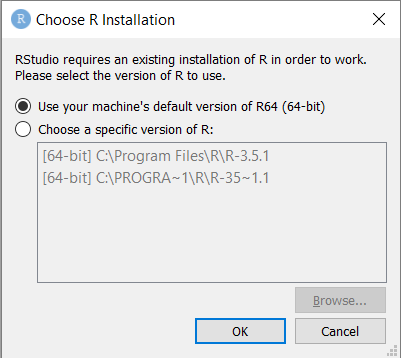 R Choose R Installation
RStudio requires an existing installation of R in order to work.
Please select the version of R to use.
Use your machine's default version of R64 (64-bit)
Choose a specific version of R:
[64-bit] C:\Program Files\R\R-3.5.1
[64-bit] C:\PROGRA~1\R\R-35~1.1
Browse...
OK Cancel